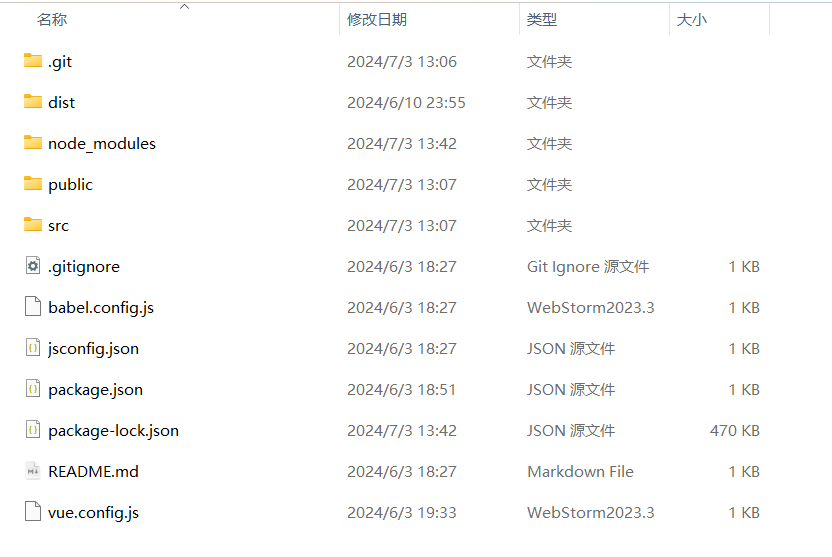 名称 修改日期 类型 大小
.git 2024/7/3 13:06 文件夹
dist 2024/6/10 23:55 文件夹
node_modules 2024/7/3 13:42 文件夹
public 2024/7/3 13:07 文件夹
src 2024/7/3 13:07 文件夹
.gitignore 2024/6/3 18:27 Git Ignore 源文件 1 KB
babel.config.js 2024/6/3 18:27 WebStorm2023.3 1 KB
jsconfig.json 2024/6/3 18:27 JSON 源文件 1 KB
package.json 2024/6/3 18:51 JSON 源文件 1 KB
package-lock.json 2024/7/3 13:42 JSON 源文件 470 KB
README.md 2024/6/3 18:27 Markdown File 1 KB
vue.config.js 2024/6/3 19:33 WebStorm2023.3 1 KB